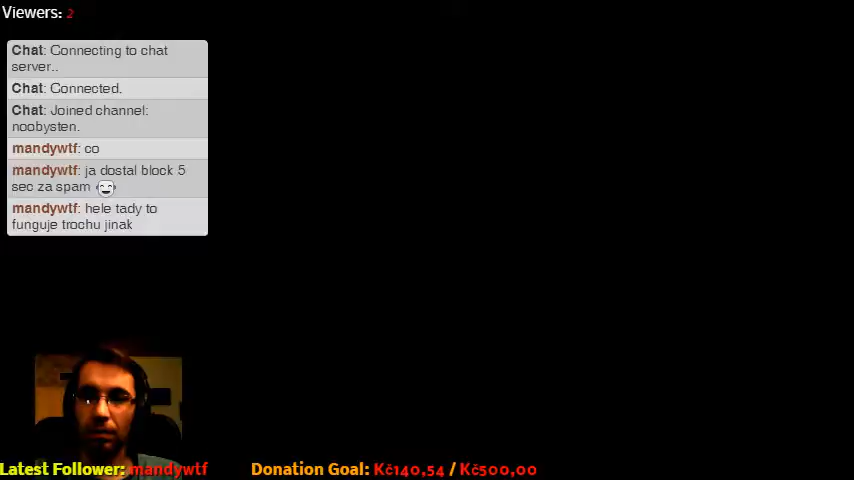 Viewers: 2
Chat: Connecting to chat
server..
Chat: Connected.
Chat: Joined channel:
noobysten.
mandywtf: co
mandywtf: ja dostal block 5
sec za spam
mandywtf: hele tady to
funguje trochu jinak
Latest Follower: mandywtf
Donation Goal: Kč140,54 / Kč500,00